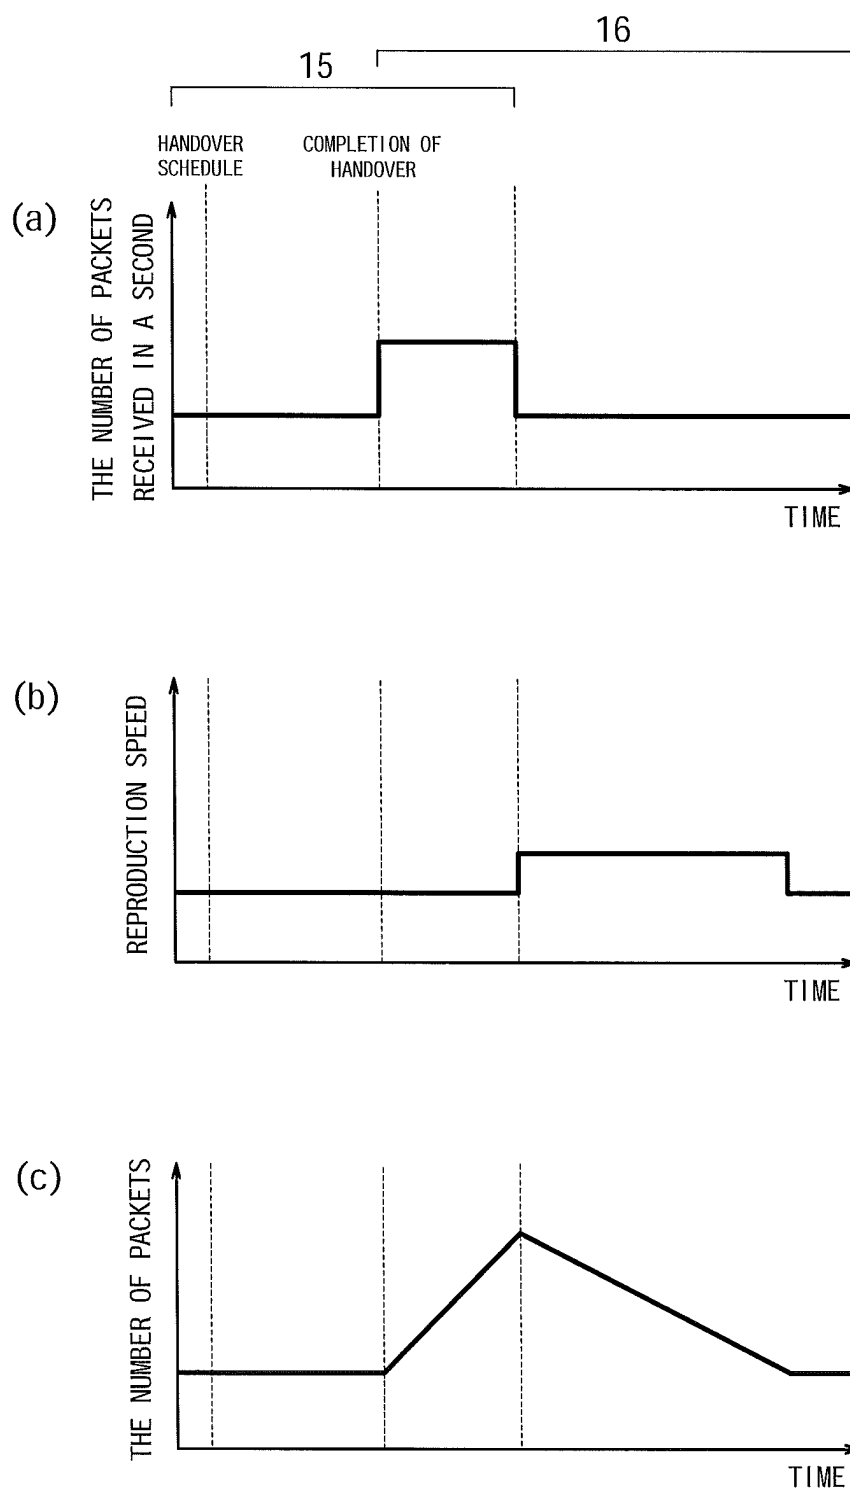 16
15
HANDOVER
SCHEDULE
COMPLETION OF
HANDOVER
(a)
THE NUMBER OF PACKETS
RECEIVED IN A SECOND
TIME
(b)
REPRODUCTION SPEED
TIME
(c)
THE NUMBER OF PACKETS
TIME